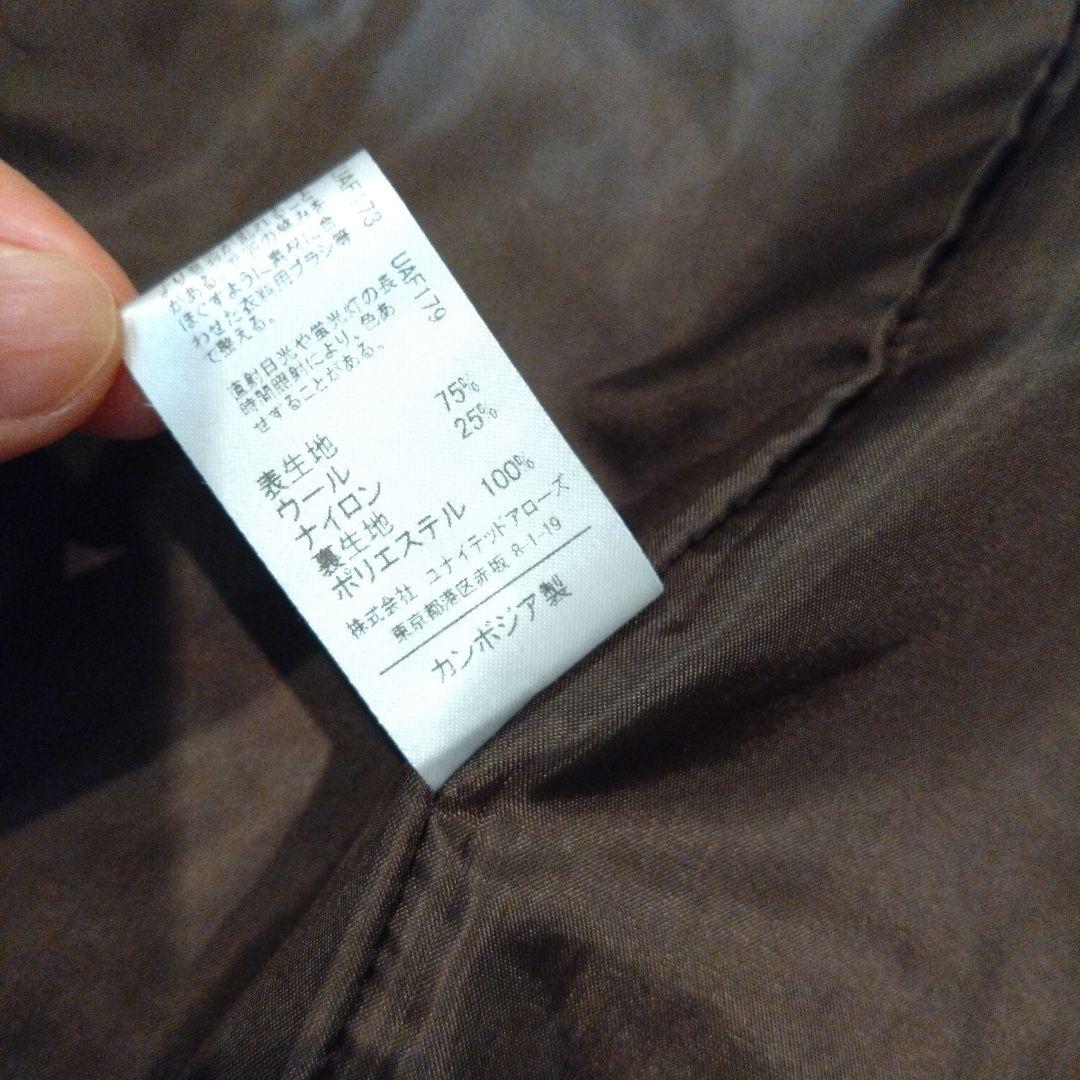 UAF173
があるように
ほぐすように素材に合
わせた衣料用ブラシ等
で整える。
UAF179
直射日光や蛍光灯の長
時間照射により、色あ
せすることがある。
表生地
ウール 75%
ナイロン 25%
裏生地
ポリエステル 100%
株式会社 ユナイテッドアローズ
東京都港区赤坂 8-1-19
カンボジア製